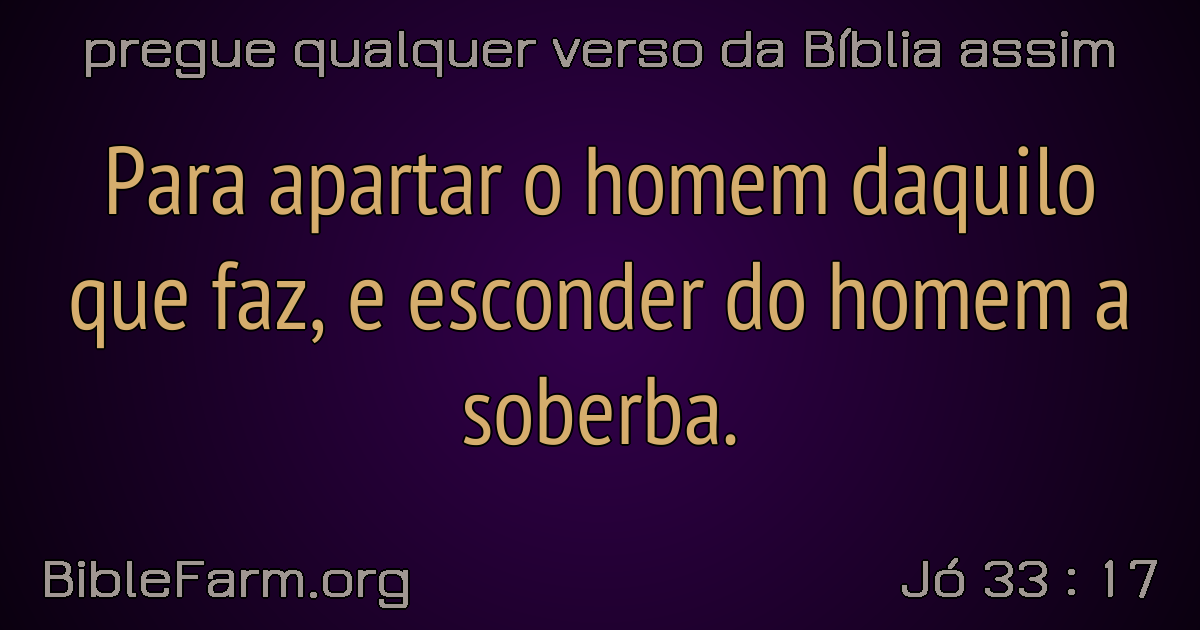 pregue qualquer verso da Bíblia assim
Para apartar o homem daquilo
que faz, e esconder do homem a
soberba.
BibleFarm.org
Jó 33 : 17